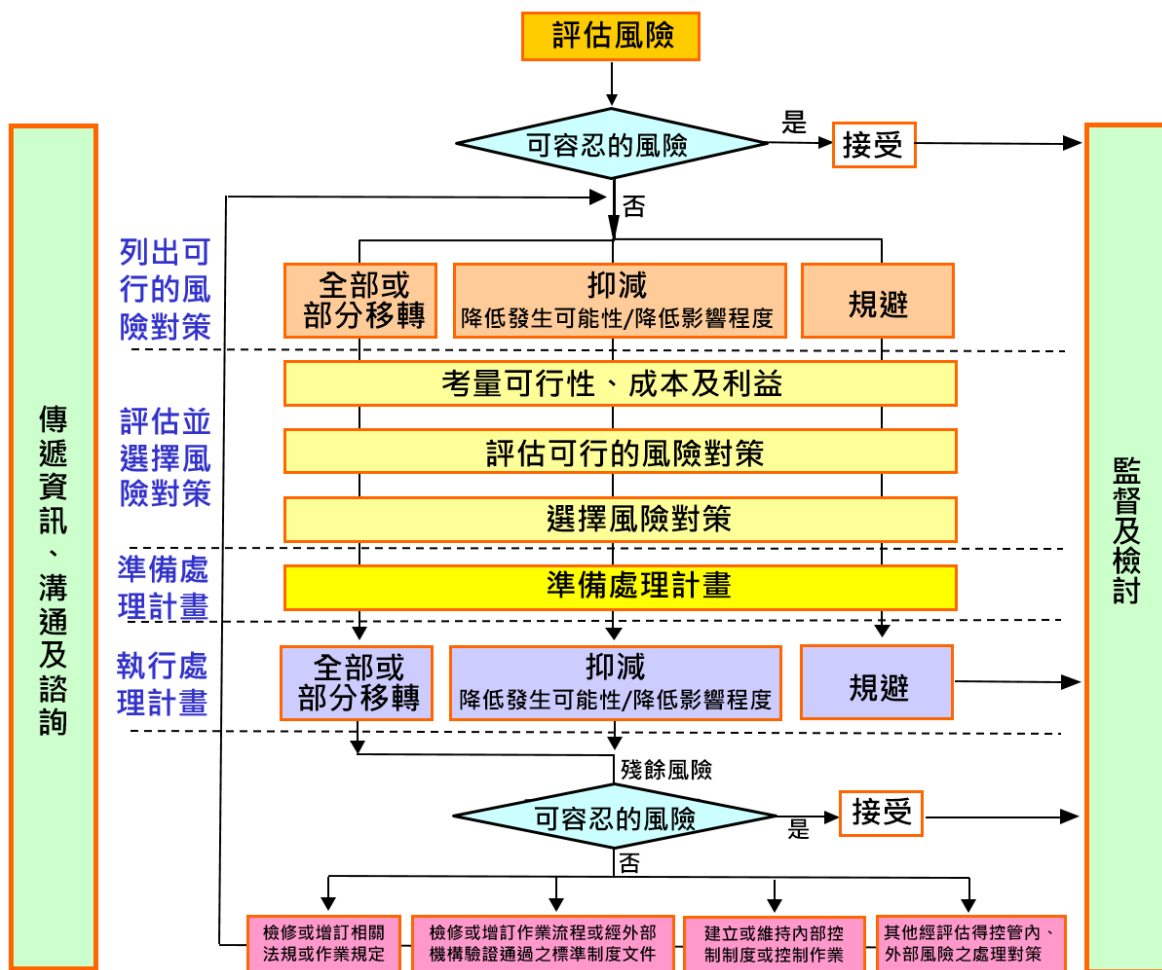 評估風險
可容忍的風險
是
接受
否
傳遞資訊、溝通及諮詢
監督及檢討
列出可
行的風
險對策
全部或
部分移轉
抑減
降低發生可能性/降低影響程度
規避
評估並
選擇風
險對策
考量可行性、成本及利益
評估可行的風險對策
選擇風險對策
準備處
理計畫
準備處理計畫
執行處
理計畫
全部或
部分移轉
抑減
降低發生可能性/降低影響程度
規避
殘餘風險
可容忍的風險
是
接受
否
檢修或增訂相關
法規或作業規定
檢修或增訂作業流程或經外部
機構驗證通過之標準制度文件
建立或維持內部控
制制度或控制作業
其他經評估得控管內、
外部風險之處理對策